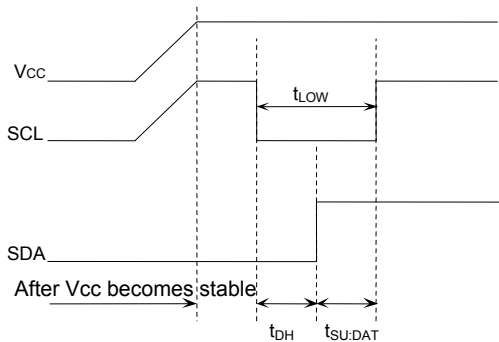 Vcc
tLOW
SCL
SDA
After Vcc becomes stable
tDH
tSU:DAT